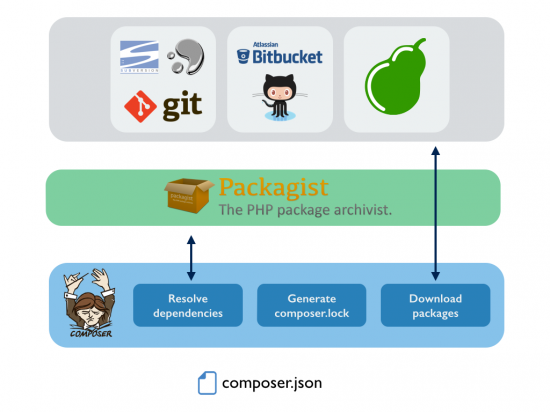 SUBVERSION
git
Atlassian
Bitbucket
Packagist
The PHP package archivist.
packagist
COMPOSER
Resolve
dependencies
Generate
composer.lock
Download
packages
composer.json